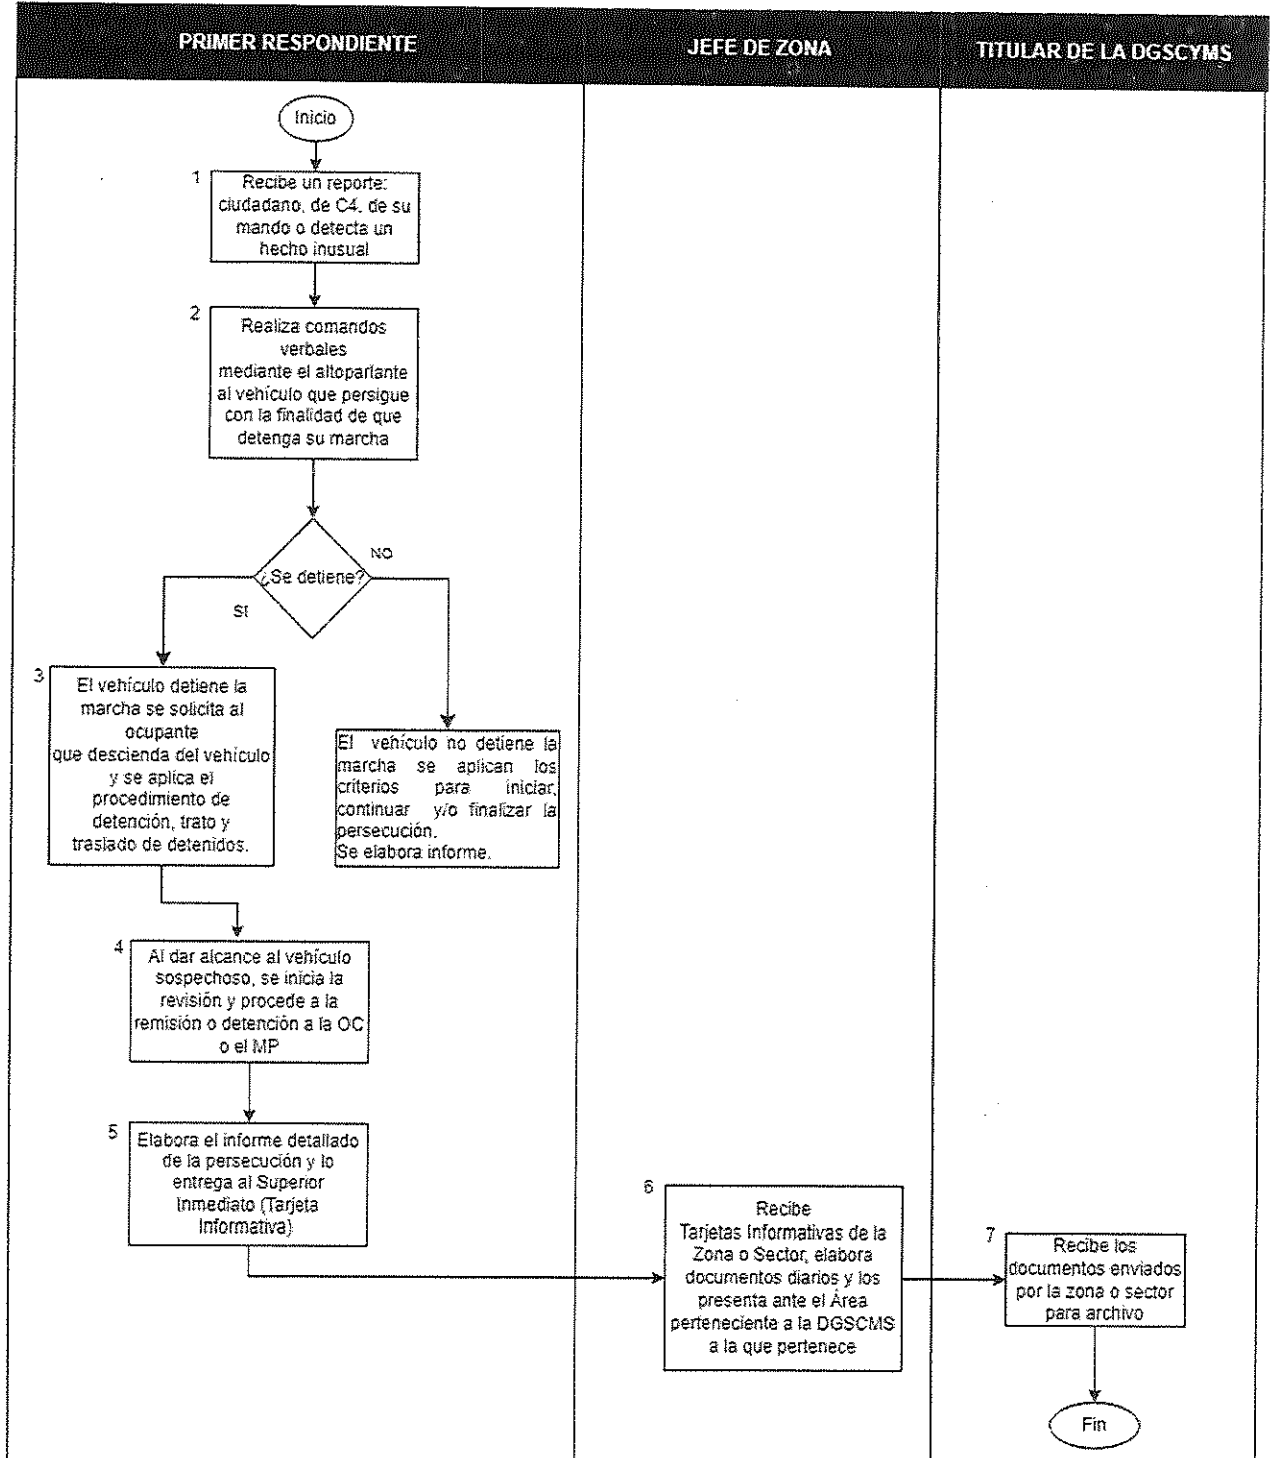 PRIMER RESPONDIENTE
JEFE DE ZONA
TITULAR DE LA DGSCYMS
Inicio
1
Recibe un reporte:
ciudadano, de C4, de su
mando o detecta un
hecho inusual
2
Realiza comandos
verbales
mediante el altoparlante
al vehículo que persigue
con la finalidad de que
detenga su marcha
¿Se detiene?
NO
SI
3
El vehículo detiene la
marcha se solicita al
ocupante
que descienda del vehículo
y se aplica el
procedimiento de
detención, trato y
traslado de detenidos.
El vehículo no detiene la
marcha se aplican los
criterios para iniciar,
continuar y/o finalizar la
persecución.
Se elabora informe.
4
Al dar alcance al vehículo
sospechoso, se inicia la
revisión y procede a la
remisión o detención a la OC
o el MP
5
Elabora el informe detallado
de la persecución y lo
entrega al Superior
Inmediato (Tarjeta
Informativa)
6
Recibe
Tarjetas Informativas de la
Zona o Sector, elabora
documentos diarios y los
presenta ante el Área
perteneciente a la DGSCMS
a la que pertenece
7
Recibe los
documentos enviados
por la zona o sector
para archivo
Fin